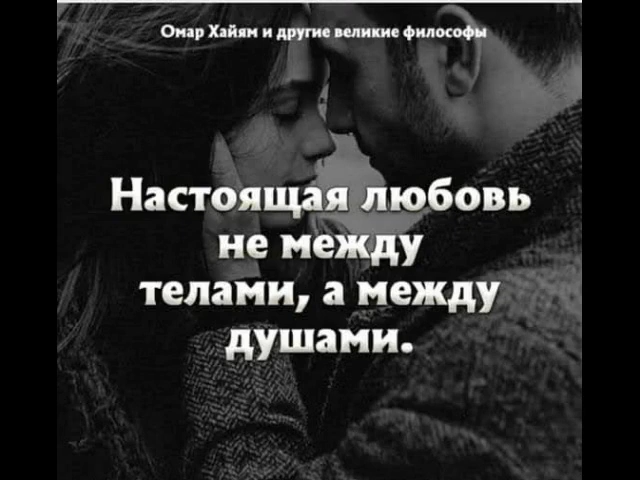 Омар Хайям и другие великие философы
Настоящая любовь
не между
телами, а между
душами.